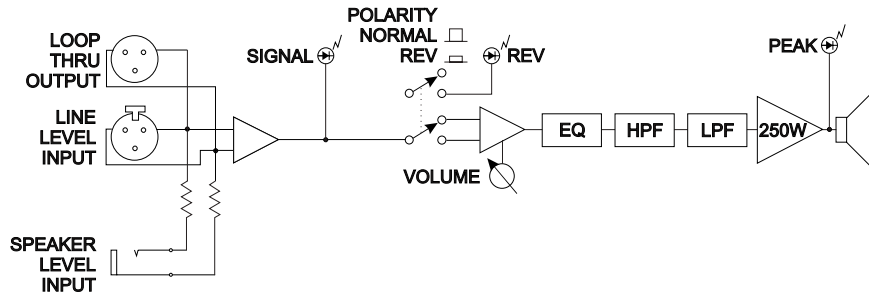 LOOP
THRU
OUTPUT
LINE
LEVEL
INPUT
SPEAKER
LEVEL
INPUT
SIGNAL
POLARITY
NORMAL
REV
REV
VOLUME
EQ
HPF
LPF
250W
PEAK